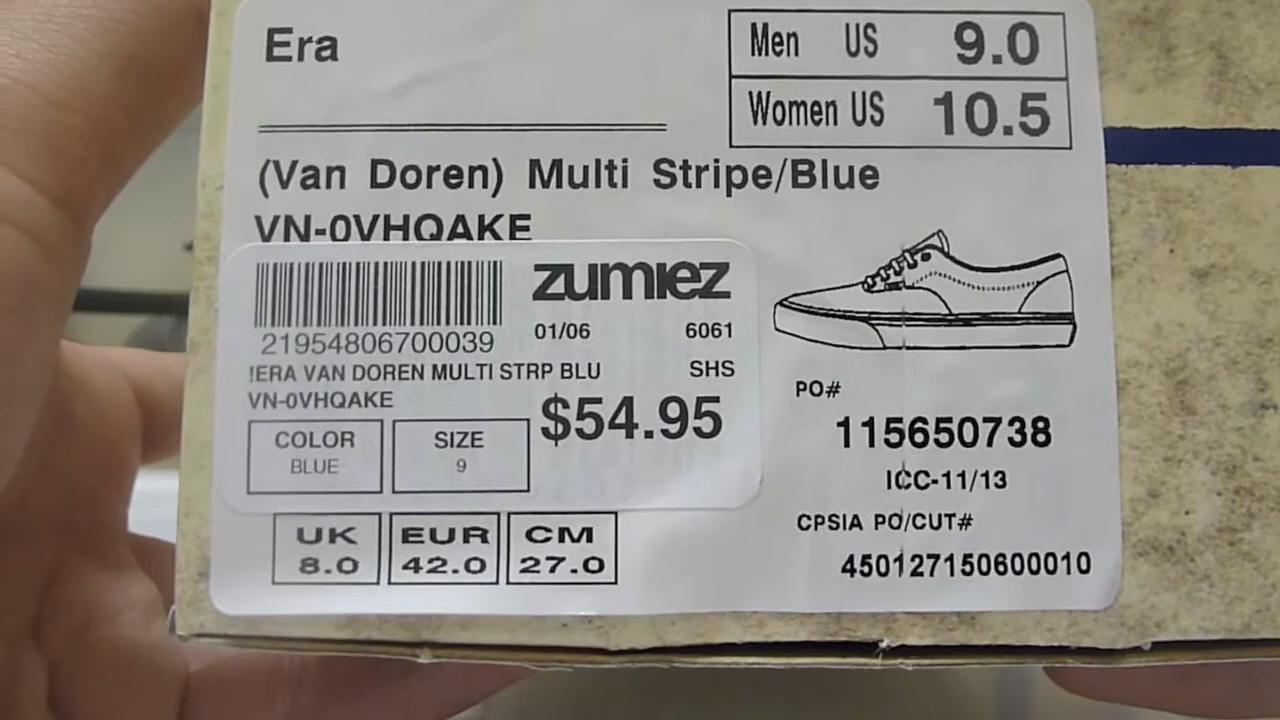 Era
Men US 9.0
Women US 10.5
(Van Doren) Multi Stripe/Blue
VN-0VHQAKE
zumiez
21954806700039
01/06 6061
!ERA VAN DOREN MULTI STRP BLU SHS
VN-0VHQAKE
$54.95
COLOR
BLUE
SIZE
9
UK
8.0
EUR
42.0
CM
27.0
PO#
115650738
ICC-11/13
CPSIA PO/CUT#
450127150600010